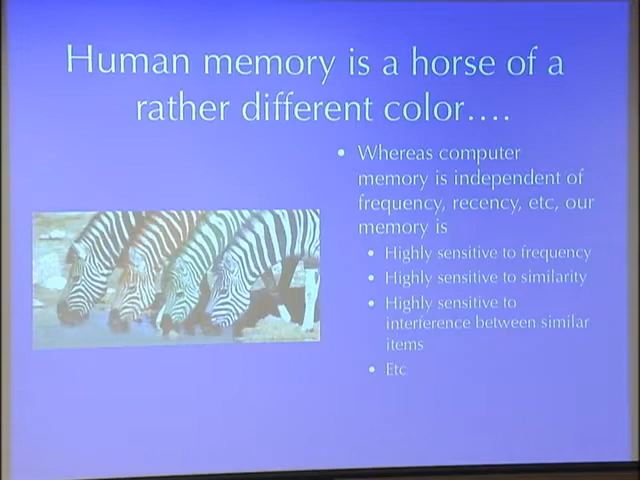 Human memory is a horse of a
rather different color....
• Whereas computer
memory is independent of
frequency, recency, etc, our
memory is
• Highly sensitive to frequency
• Highly sensitive to similarity
• Highly sensitive to
interference between similar
items
• Etc